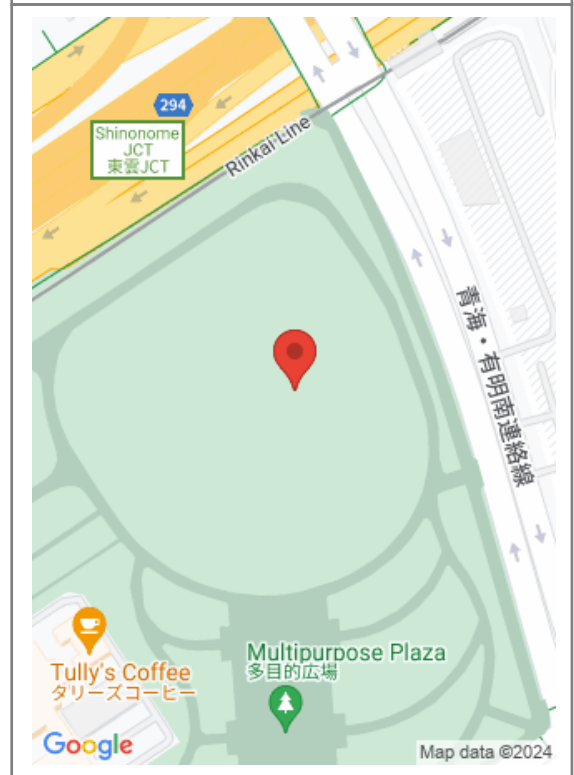 294
Shinonome
JCT
東雲JCT
Rinkai Line
青海・有明南連絡線
Multipurpose Plaza
多目的広場
Tully's Coffee
タリーズコーヒー
Google
Map data ©2024